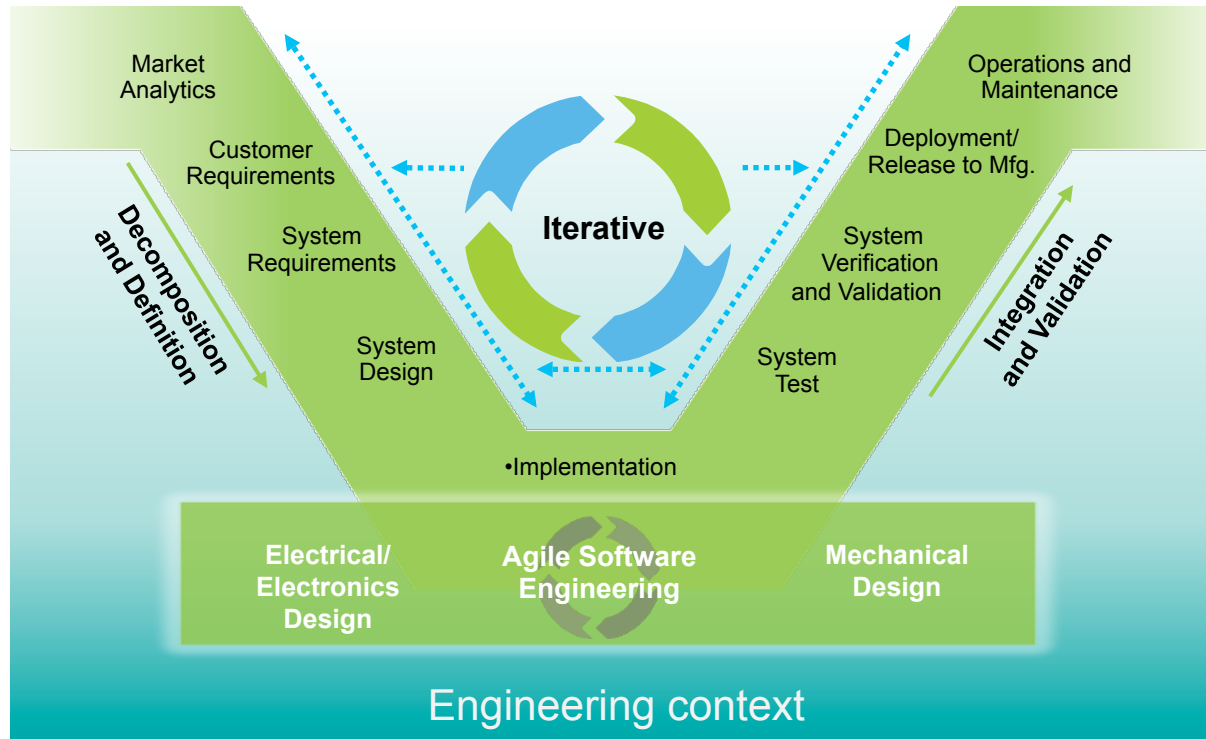 Market
Analytics
Customer
Requirements
System
Requirements
System
Design
Decomposition
and Definition
Iterative
•Implementation
Operations and
Maintenance
Deployment/
Release to Mfg.
System
Verification
and Validation
System
Test
Integration
and Validation
Electrical/
Electronics
Design
Agile Software
Engineering
Mechanical
Design
Engineering context